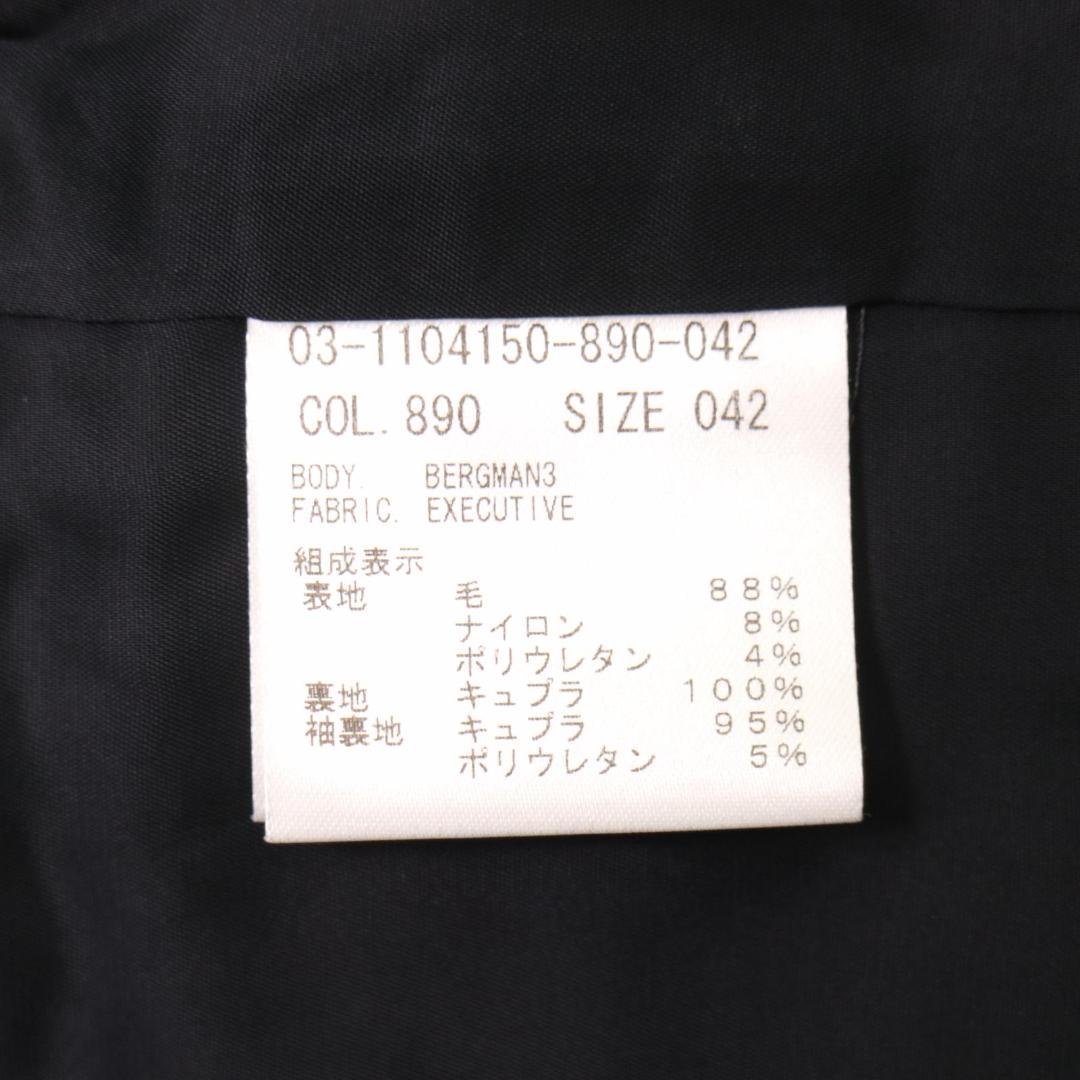 03-1104150-890-042
COL. 890 SIZE 042
BODY. BERGMAN3
FABRIC. EXECUTIVE
組成表示
表地 毛 88%
ナイロン 8%
ポリウレタン 4%
裏地 キュプラ 100%
袖裏地 キュプラ 95%
ポリウレタン 5%